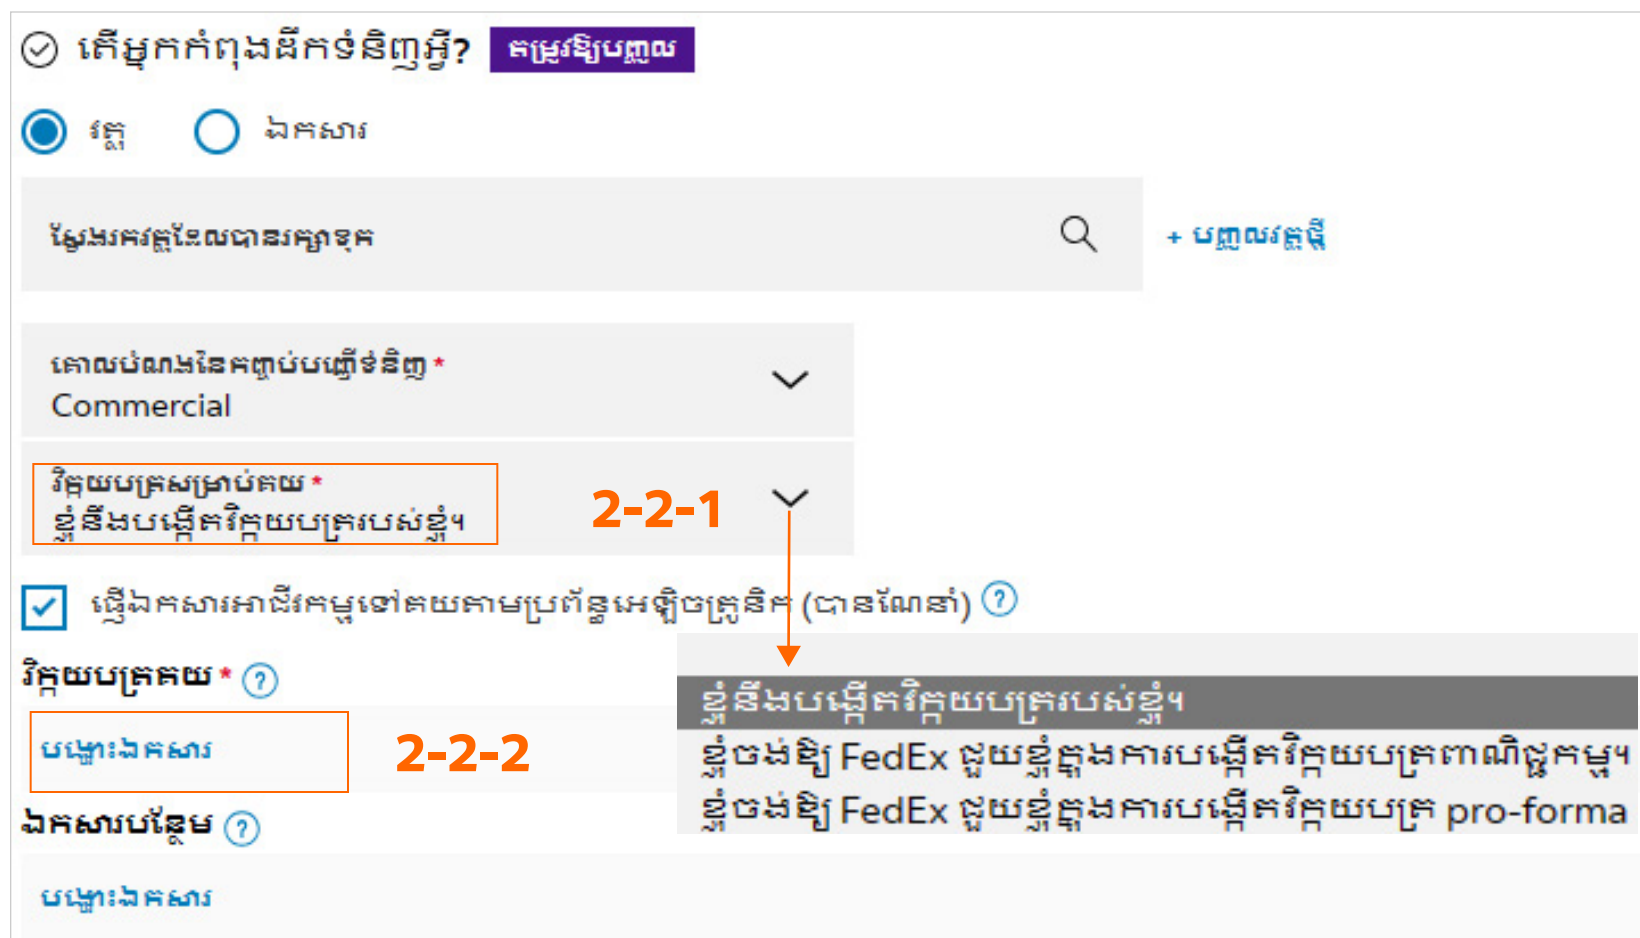 តើអ្នកកំពុងដឹកទំនិញអ្វី? តម្រូវឱ្យបញ្ចូល
វត្ថុ ឯកសារ
ស្វែងរកវត្ថុដែលបានរក្សាទុក + បញ្ចូលវត្ថុថ្មី
គោលបំណងនៃកញ្ចប់បញ្ញើទំនិញ *
Commercial
វិក្កយបត្រសម្រាប់គយ *
ខ្ញុំនឹងបង្កើតវិក្កយបត្ររបស់ខ្ញុំ។ 2-2-1
ផ្ញើឯកសារអាជីវកម្មទៅគយតាមប្រព័ន្ធអេឡិចត្រូនិក (បានណែនាំ) ?
វិក្កយបត្រគយ * ?
បង្ហោះឯកសារ 2-2-2
ខ្ញុំនឹងបង្កើតវិក្កយបត្ររបស់ខ្ញុំ។
ខ្ញុំចង់ឱ្យ FedEx ជួយខ្ញុំក្នុងការបង្កើតវិក្កយបត្រពាណិជ្ជកម្ម។
ខ្ញុំចង់ឱ្យ FedEx ជួយខ្ញុំក្នុងការបង្កើតវិក្កយបត្រ pro-forma
ឯកសារបន្ថែម ?
បង្ហោះឯកសារ